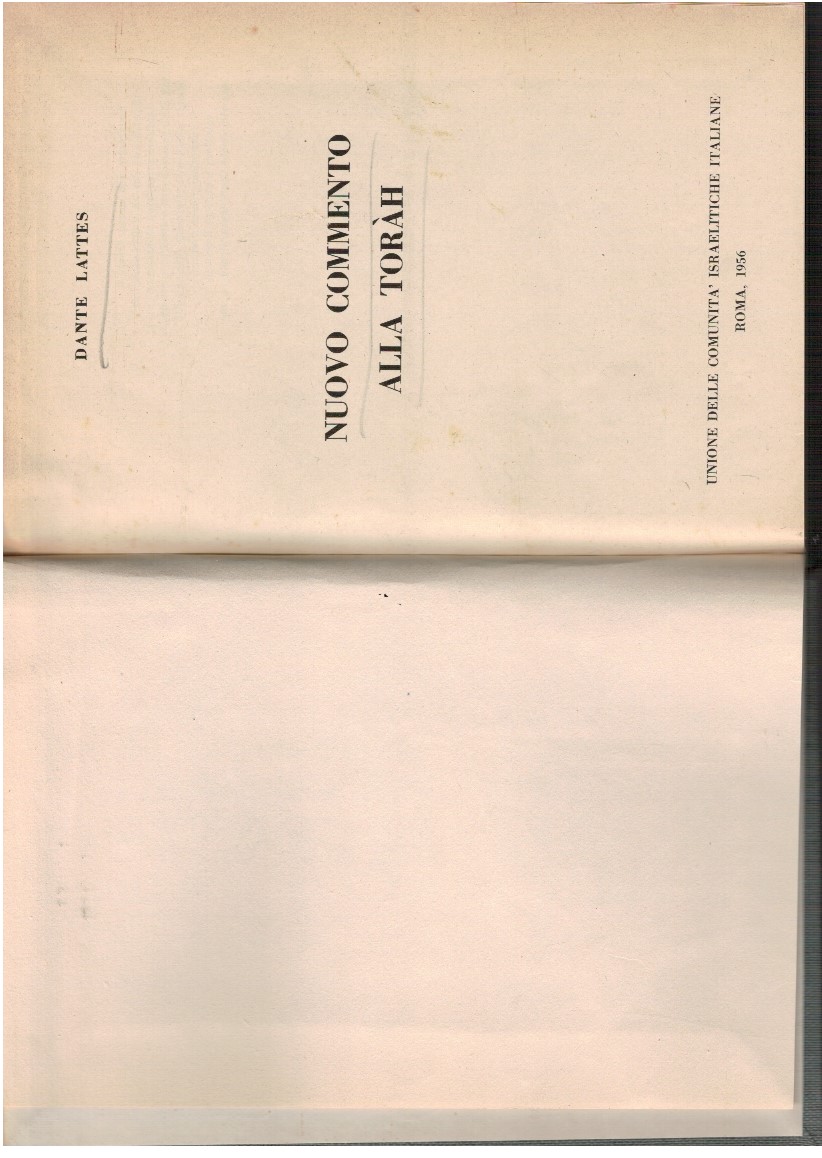 DANTE LATTES
NUOVO COMMENTO
ALLA TORÀH
UNIONE DELLE COMUNITA' ISRAELITICHE ITALIANE
ROMA, 1956